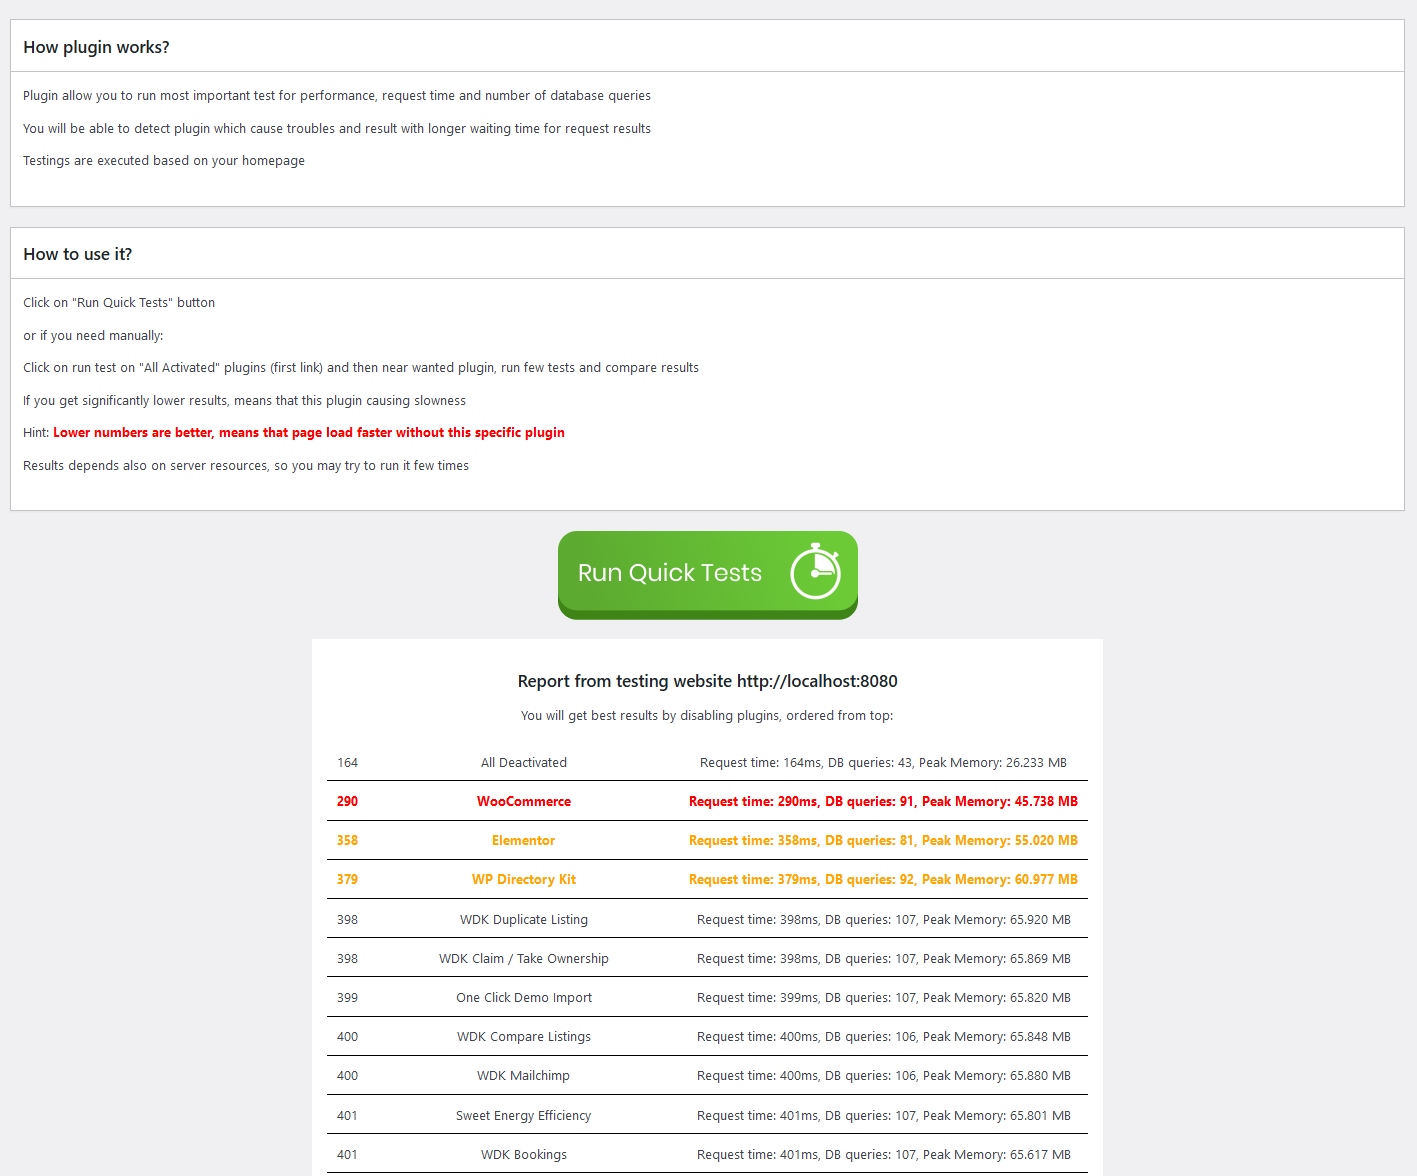 How plugin works?
Plugin allow you to run most important test for performance, request time and number of database queries
You will be able to detect plugin which cause troubles and result with longer waiting time for request results
Testings are executed based on your homepage
How to use it?
Click on "Run Quick Tests" button
or if you need manually:
Click on run test on "All Activated" plugins (first link) and then near wanted plugin, run few tests and compare results
If you get significantly lower results, means that this plugin causing slowness
Hint: Lower numbers are better, means that page load faster without this specific plugin
Results depends also on server resources, so you may try to run it few times
Run Quick Tests
Report from testing website http://localhost:8080
You will get best results by disabling plugins, ordered from top:
164 All Deactivated Request time: 164ms, DB queries: 43, Peak Memory: 26.233 MB
290 WooCommerce Request time: 290ms, DB queries: 91, Peak Memory: 45.738 MB
358 Elementor Request time: 358ms, DB queries: 81, Peak Memory: 55.020 MB
379 WP Directory Kit Request time: 379ms, DB queries: 92, Peak Memory: 60.977 MB
398 WDK Duplicate Listing Request time: 398ms, DB queries: 107, Peak Memory: 65.920 MB
398 WDK Claim / Take Ownership Request time: 398ms, DB queries: 107, Peak Memory: 65.869 MB
399 One Click Demo Import Request time: 399ms, DB queries: 107, Peak Memory: 65.820 MB
400 WDK Compare Listings Request time: 400ms, DB queries: 106, Peak Memory: 65.848 MB
400 WDK Mailchimp Request time: 400ms, DB queries: 106, Peak Memory: 65.880 MB
401 Sweet Energy Efficiency Request time: 401ms, DB queries: 107, Peak Memory: 65.801 MB
401 WDK Bookings Request time: 401ms, DB queries: 107, Peak Memory: 65.617 MB